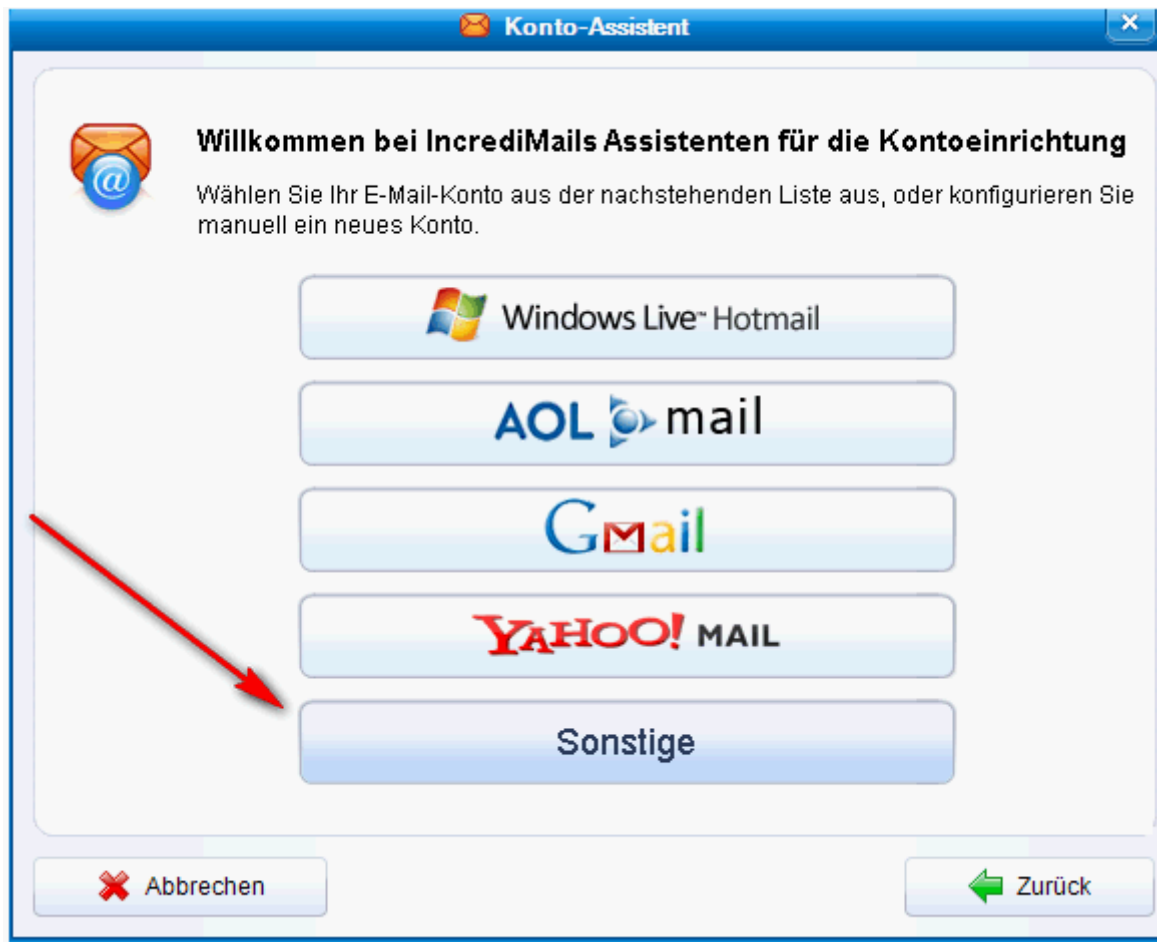 Konto-Assistent
Willkommen bei IncrediMails Assistenten für die Kontoeinrichtung
Wählen Sie Ihr E-Mail-Konto aus der nachstehenden Liste aus, oder konfigurieren Sie
manuell ein neues Konto.
Windows Live™ Hotmail
AOL mail
Gmail
YAHOO! MAIL
Sonstige
Abbrechen
Zurück